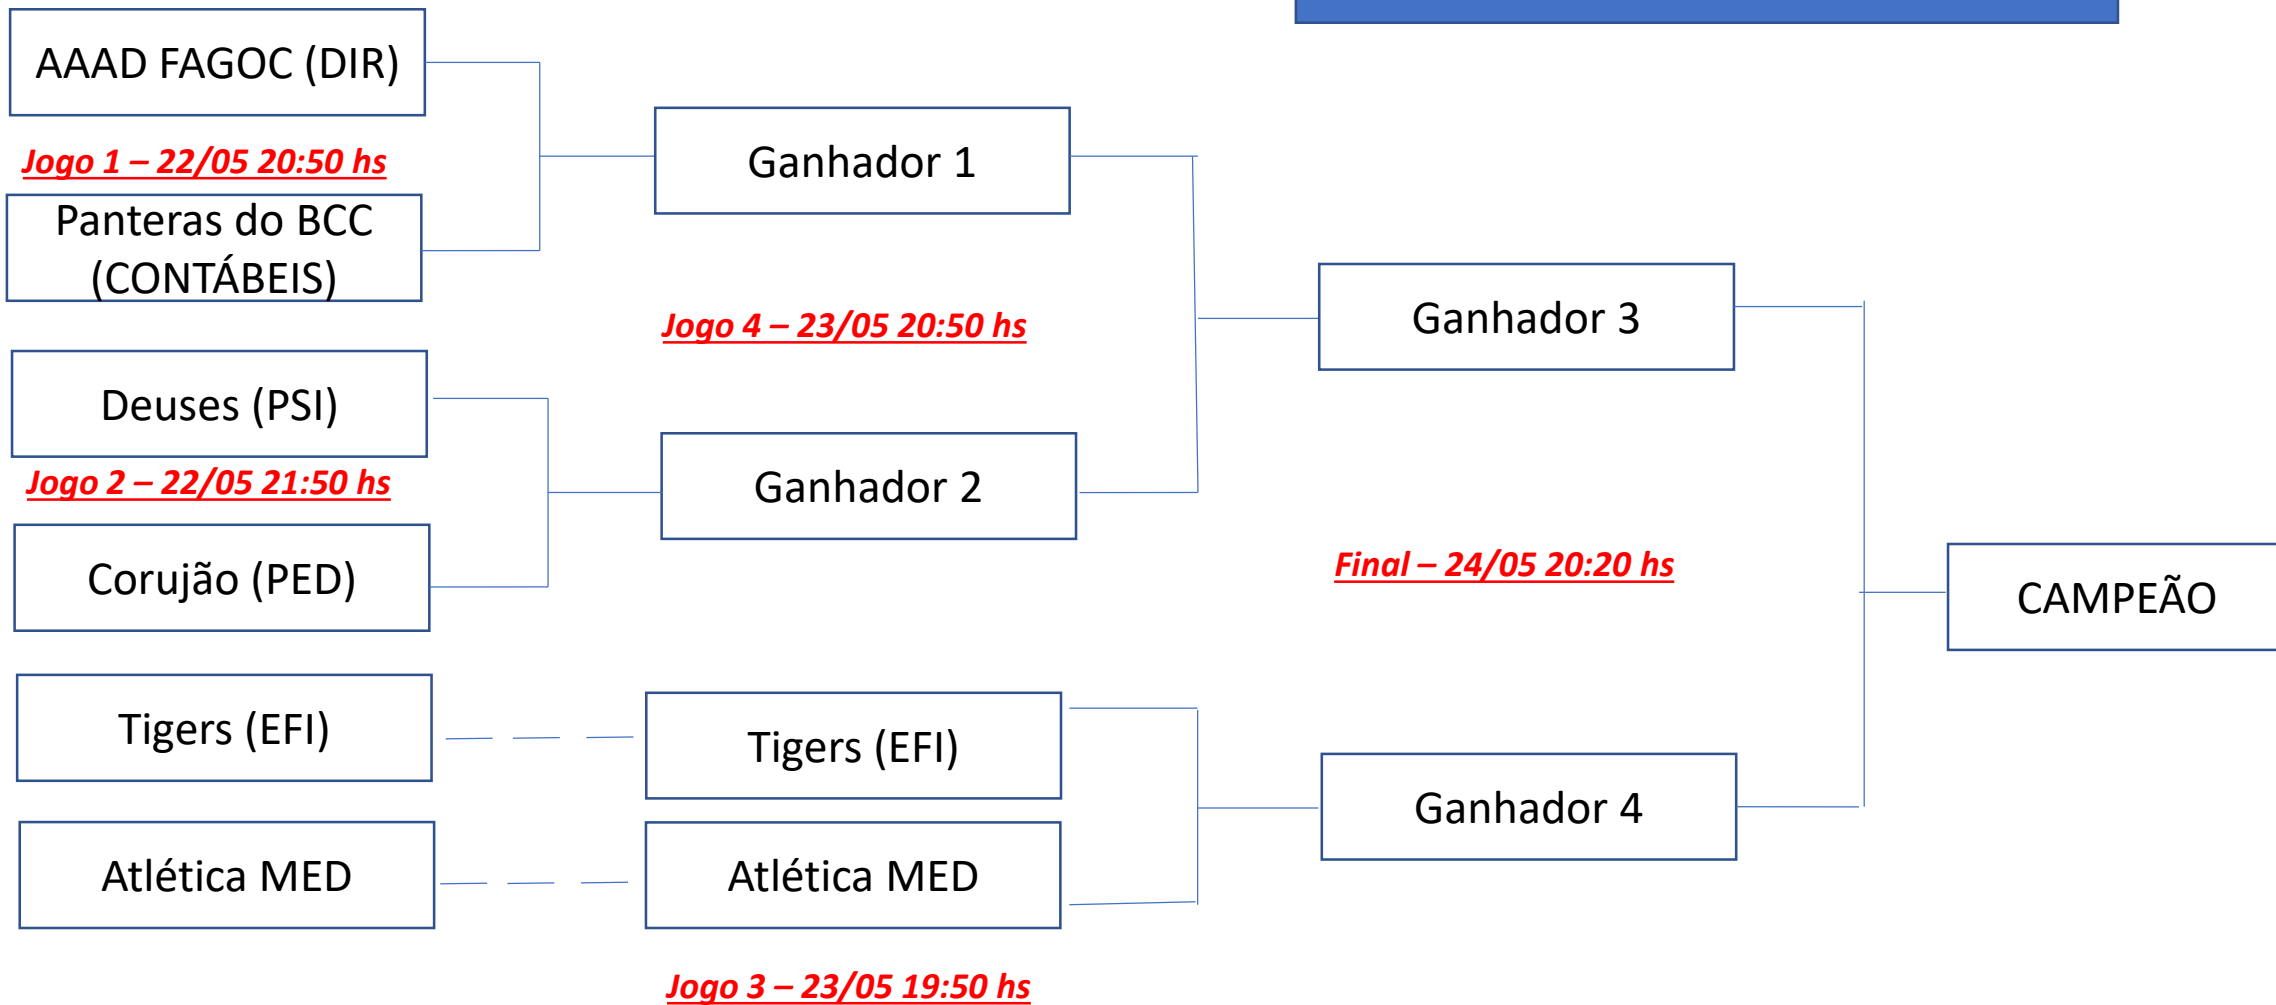 AAAD FAGOC (DIR)
Jogo 1 – 22/05 20:50 hs
Panteras do BCC
(CONTÁBEIS)
Deuses (PSI)
Jogo 2 – 22/05 21:50 hs
Corujão (PED)
Tigers (EFI)
Atlética MED
Ganhador 1
Jogo 4 – 23/05 20:50 hs
Ganhador 2
Tigers (EFI)
Atlética MED
Jogo 3 – 23/05 19:50 hs
Ganhador 3
Final – 24/05 20:20 hs
Ganhador 4
CAMPEÃO